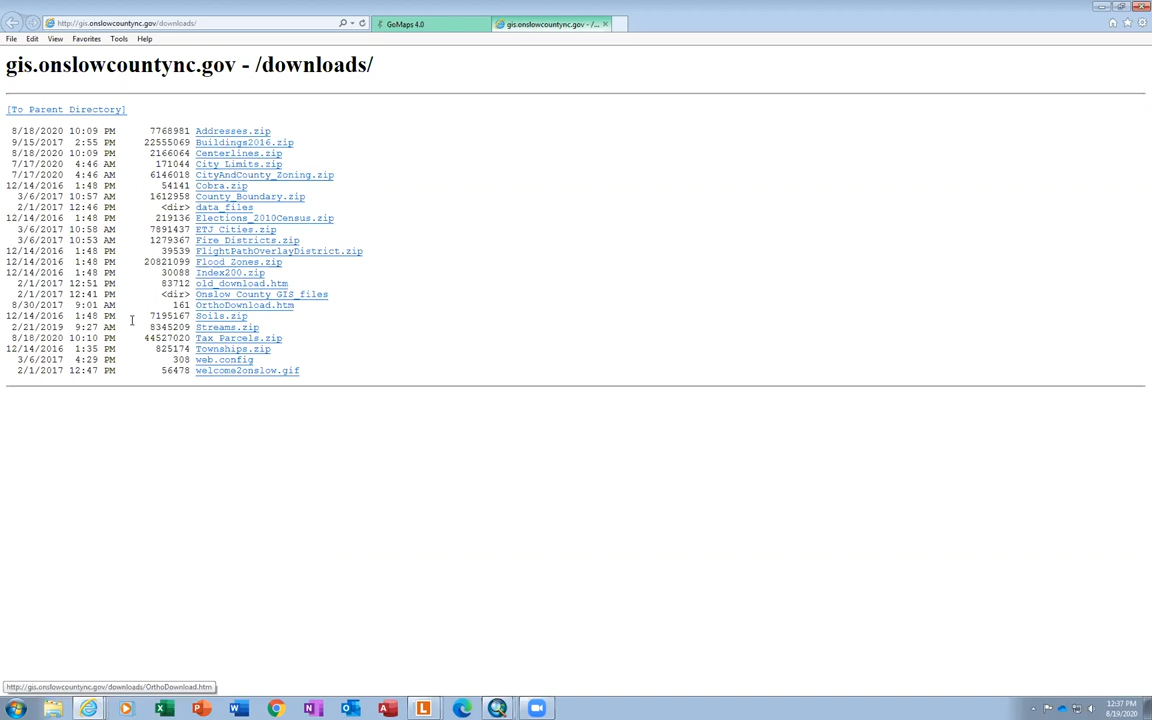 http://gis.onslowcountync.gov/downloads/
GoMaps 4.0
gis.onslowcountync.gov - /...
File Edit View Favorites Tools Help
gis.onslowcountync.gov - /downloads/
[To Parent Directory]
8/18/2020 10:09 PM 7768981 Addresses.zip
9/15/2017 2:55 PM 22555069 Buildings2016.zip
8/18/2020 10:09 PM 2166064 Centerlines.zip
7/17/2020 4:46 AM 171044 City_Limits.zip
7/17/2020 4:46 AM 6146018 CityAndCounty_Zoning.zip
12/14/2016 1:48 PM 54141 Cobra.zip
3/6/2017 10:57 AM 1612958 County_Boundary.zip
2/1/2017 12:46 PM <dir> data_files
12/14/2016 1:48 PM 219136 Elections_2010Census.zip
3/6/2017 10:58 AM 7891437 ETJ_Cities.zip
3/6/2017 10:53 AM 1279367 Fire_Districts.zip
12/14/2016 1:48 PM 39539 FlightPathOverlayDistrict.zip
12/14/2016 1:48 PM 20821099 Flood_Zones.zip
12/14/2016 1:48 PM 30088 Index200.zip
2/1/2017 12:51 PM 83712 old_download.htm
2/1/2017 12:41 PM <dir> Onslow County GIS_files
8/30/2017 9:01 AM 161 OrthoDownload.htm
12/14/2016 1:48 PM 7195167 Soils.zip
2/21/2019 9:27 AM 8345209 Streams.zip
8/18/2020 10:10 PM 44527020 Tax_Parcels.zip
12/14/2016 1:35 PM 825174 Townships.zip
3/6/2017 4:29 PM 308 web.config
2/1/2017 12:47 PM 56478 welcome2onslow.gif
http://gis.onslowcountync.gov/downloads/OrthoDownload.htm
12:37 PM
8/19/2020